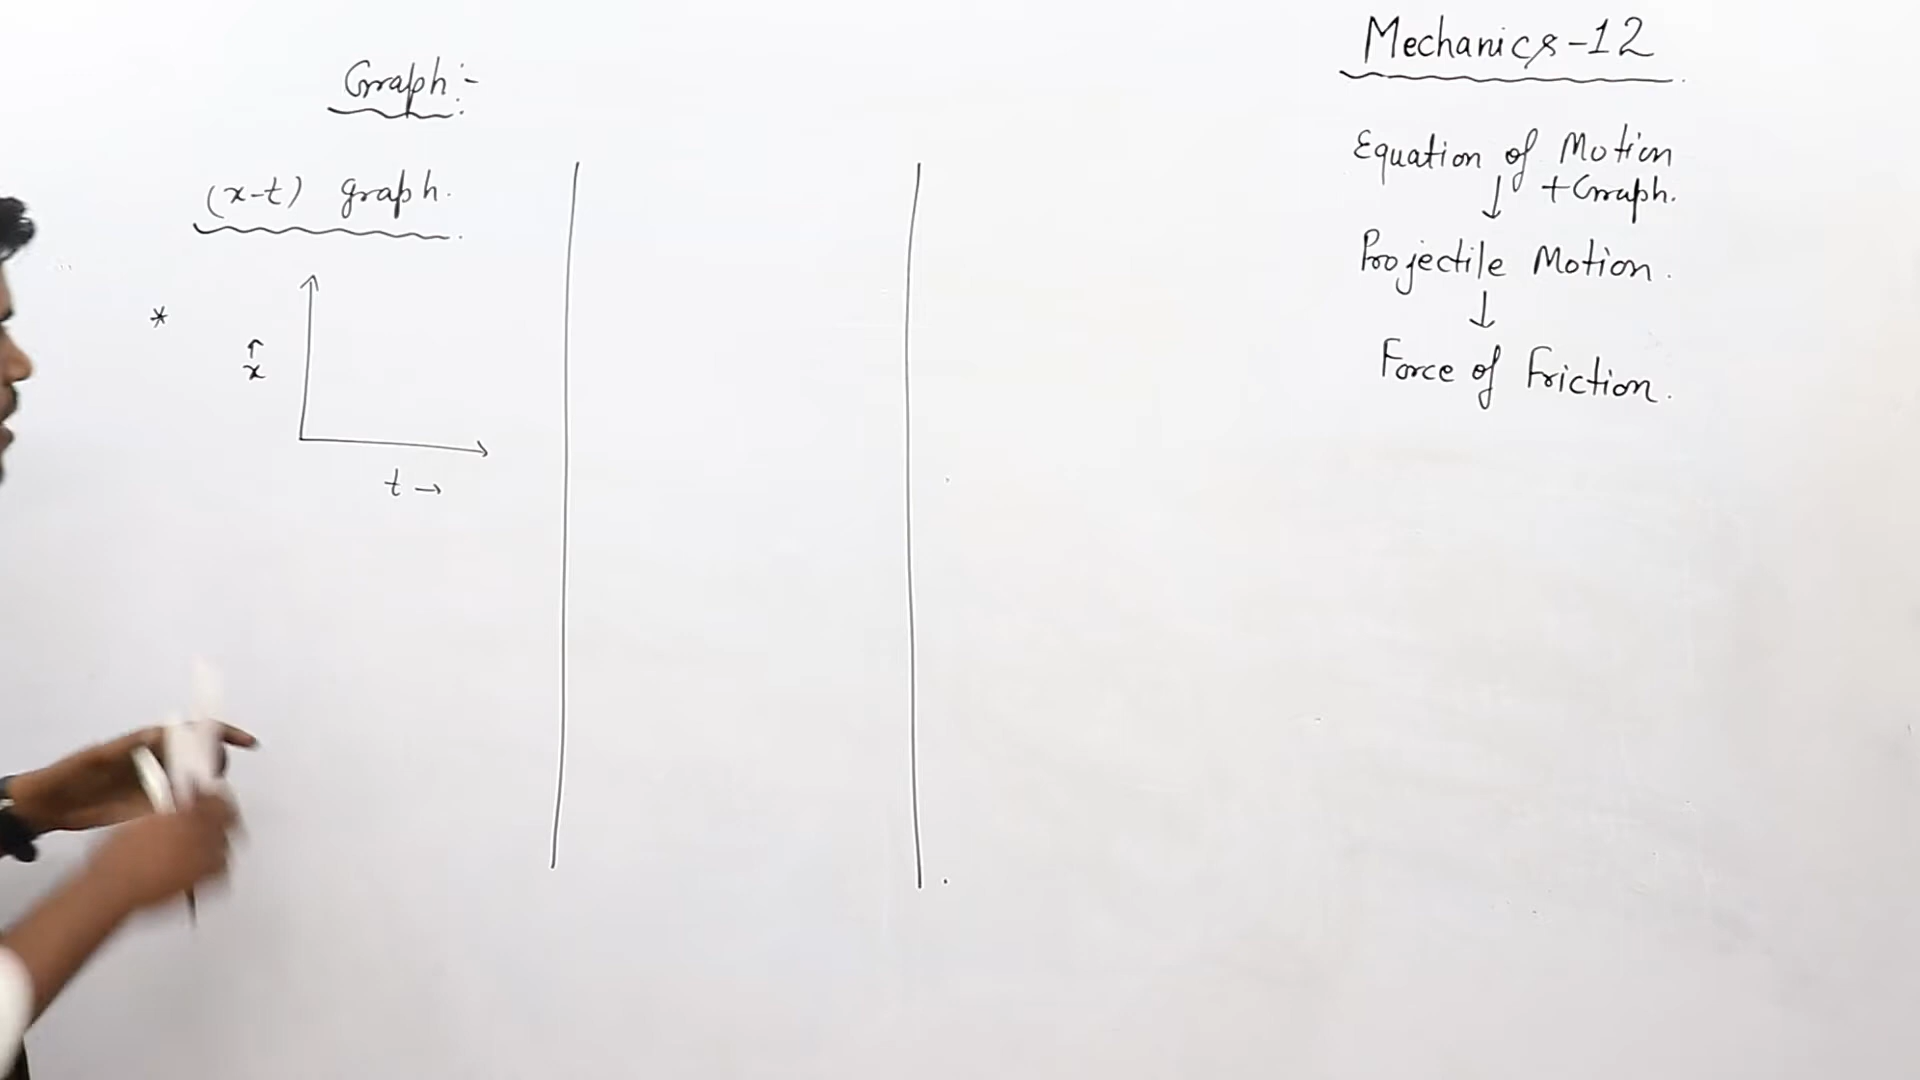 Graph:-
(x-t) graph.
*
↑
x
t →
Mechanics-12
Equation of Motion
↓ + Graph.
Projectile Motion.
↓
Force of Friction.